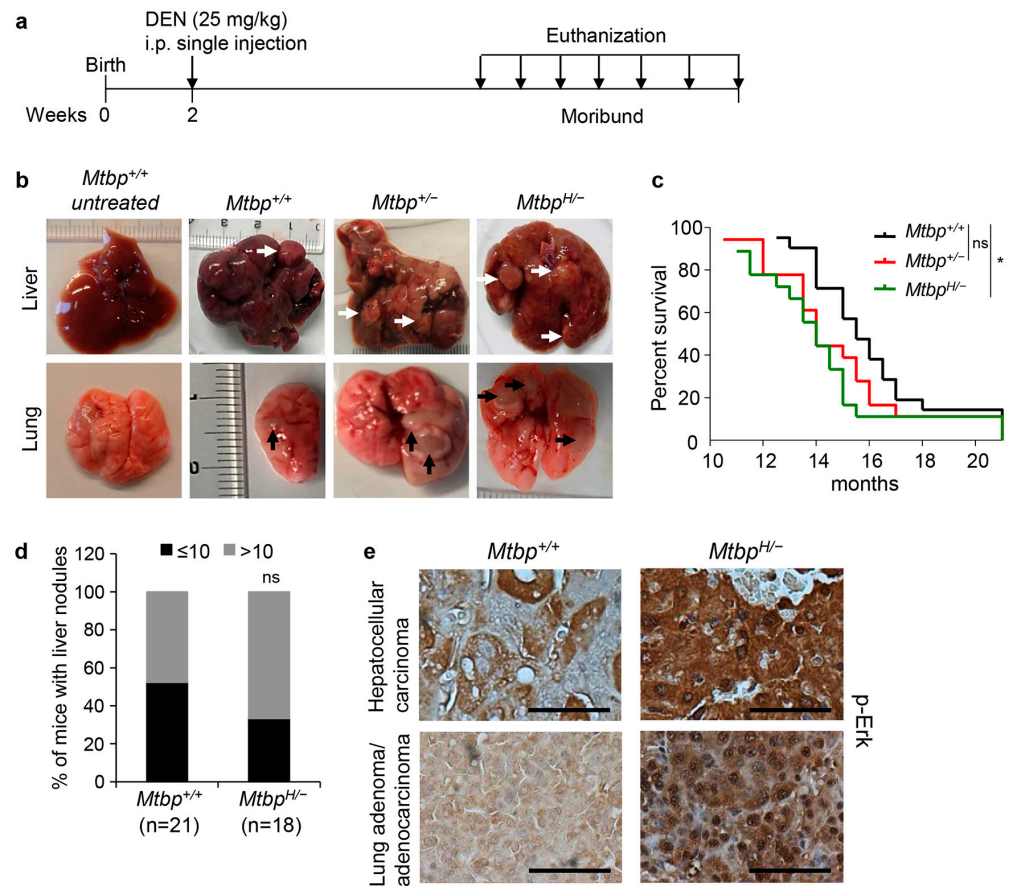 a
DEN (25 mg/kg)
i.p. single injection
Euthanization
Birth
Weeks 0 2 Moribund
b
Mtbp+/+
untreated
Mtbp+/+
Mtbp+/−
MtbpH/−
Liver
Lung
c
100
80
60
40
20
0
Percent survival
10 12 14 16 18 20
months
Mtbp+/+
Mtbp+/−
MtbpH/−
ns
*
d
≤10 >10
ns
120
100
80
60
40
20
0
% of mice with liver nodules
Mtbp+/+ MtbpH/−
(n=21) (n=18)
e
Mtbp+/+ MtbpH/−
Hepatocellular
carcinoma
Lung adenoma/
adenocarcinoma
p-Erk